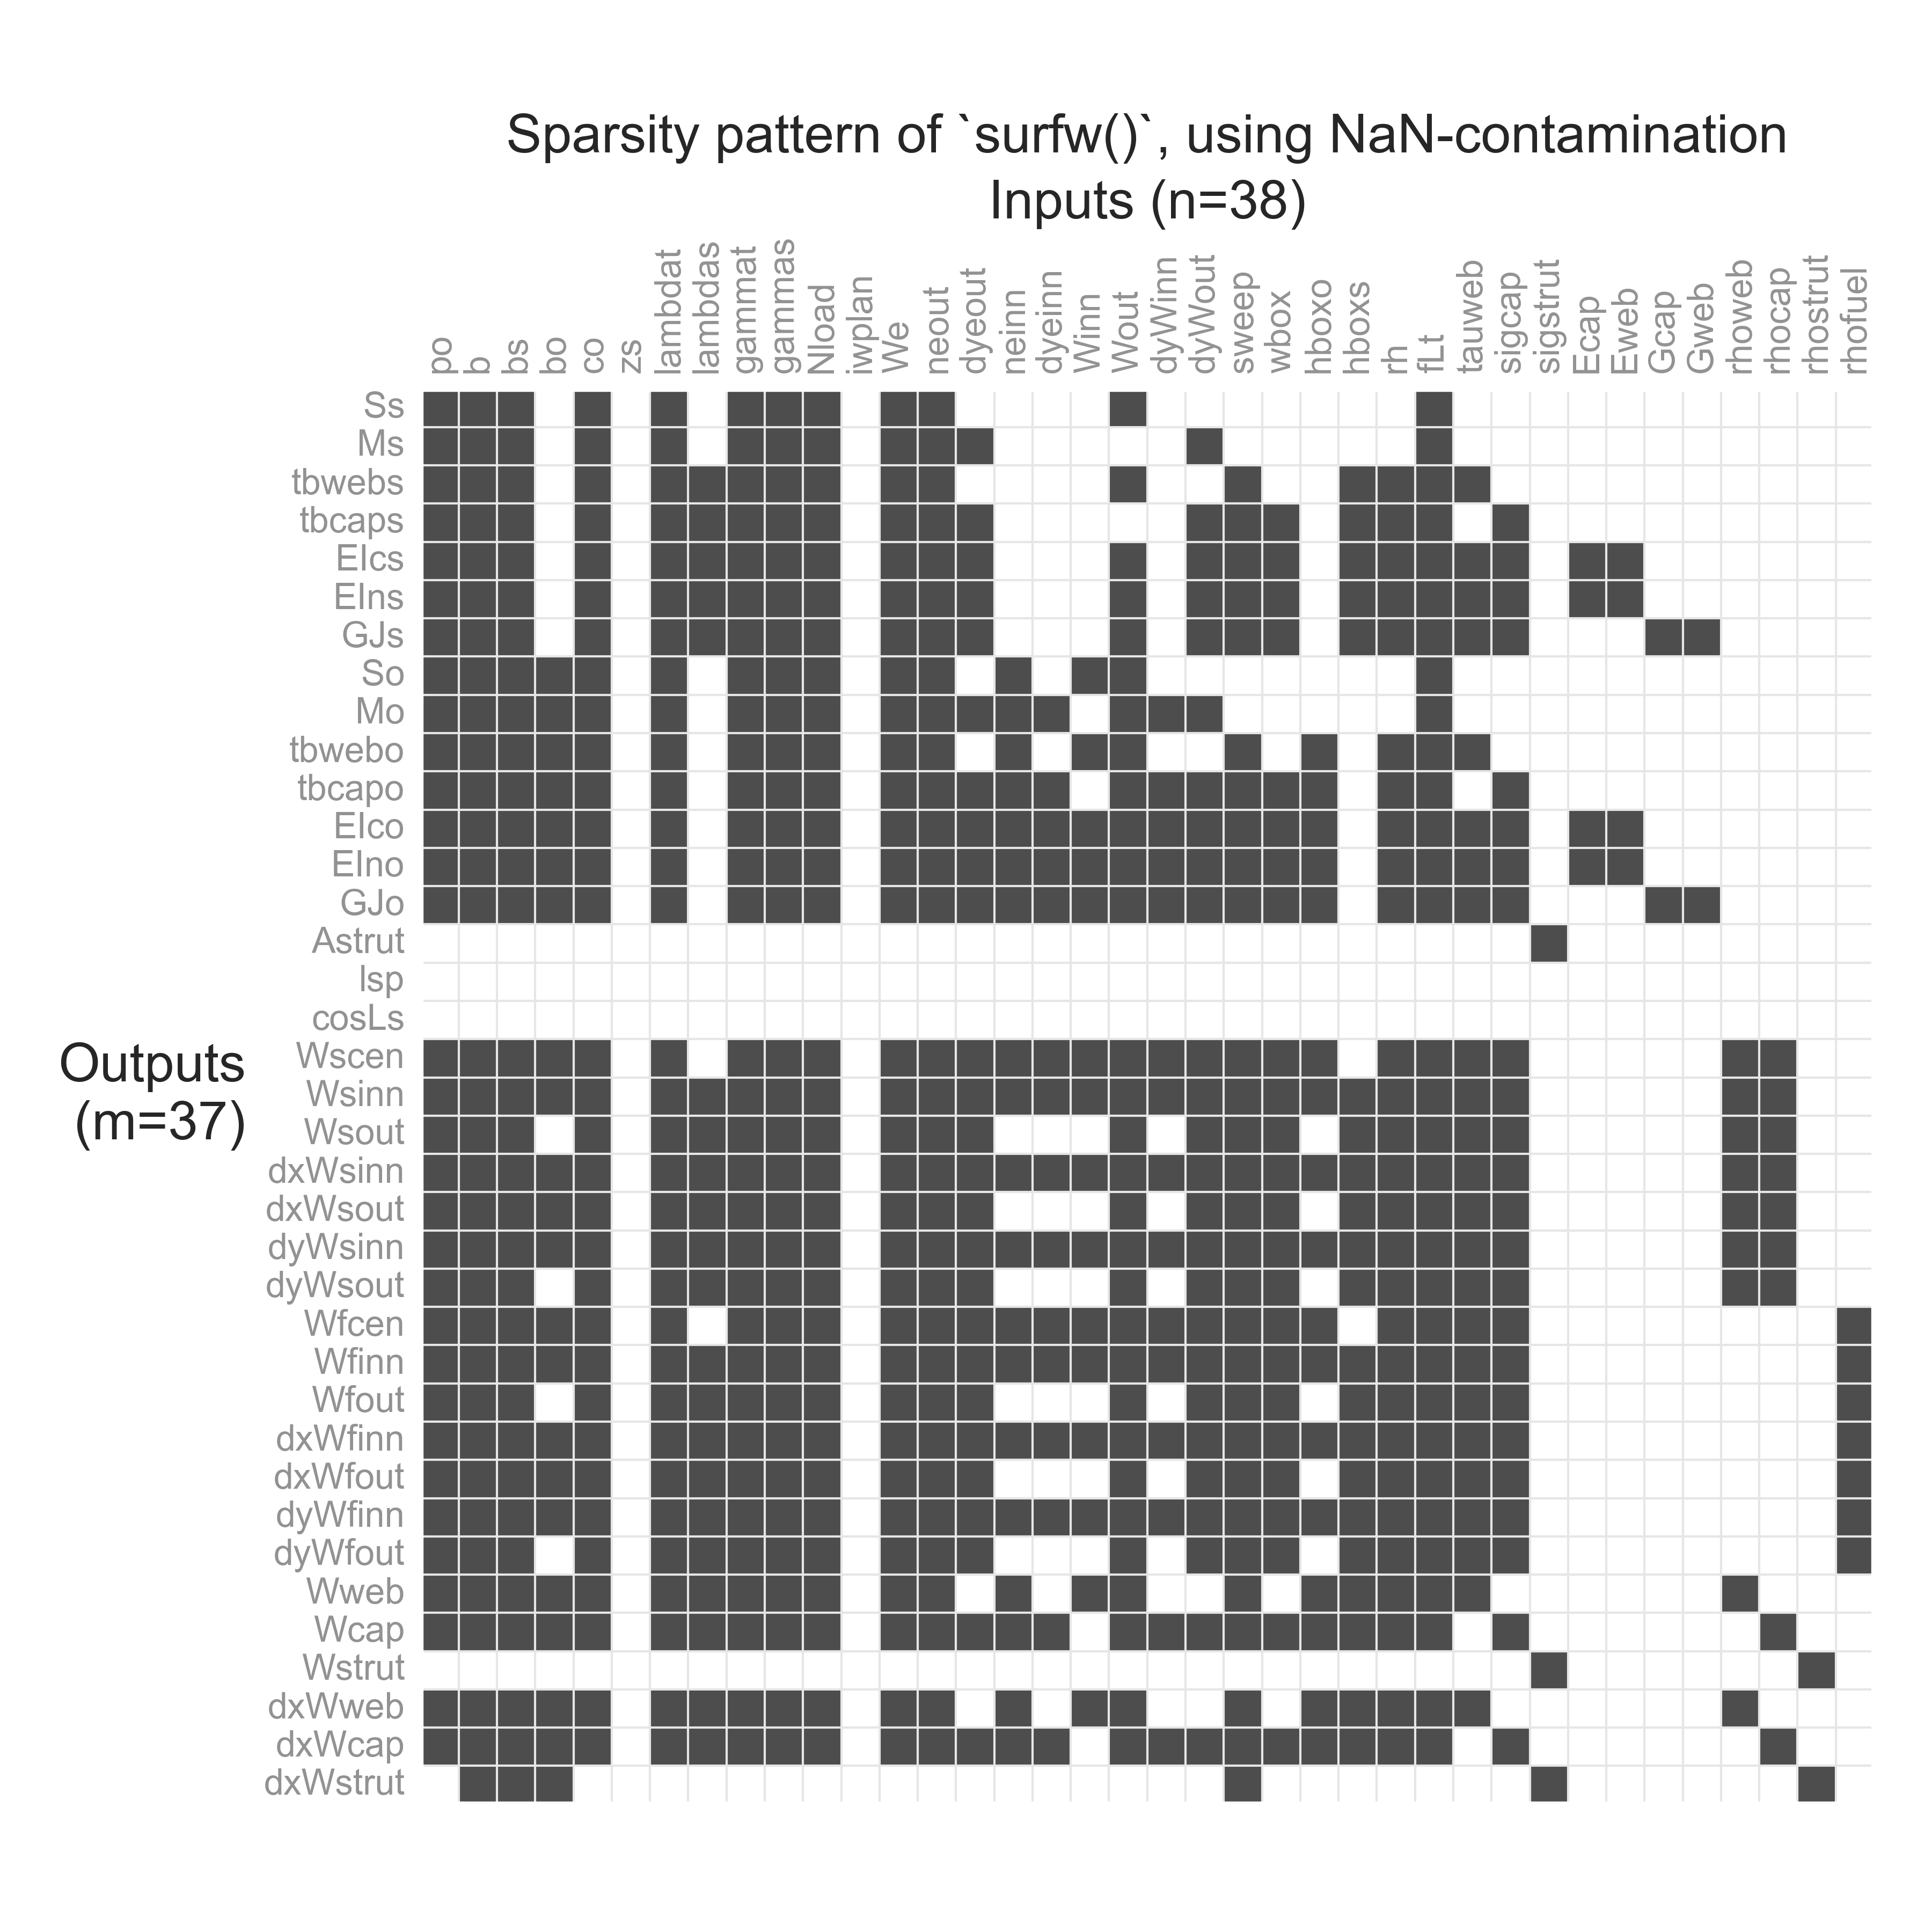 Sparsity pattern of `surfw()`, using NaN-contamination
Inputs (n=38)
po
b
bs
bo
co
zs
lambdat
lambdas
gammat
gammas
Nload
iwplan
We
neout
dyeout
neinn
dyeinn
Winn
Wout
dyWinn
dyWout
sweep
wbox
hboxo
hboxs
rh
fLt
tauweb
sigcap
sigstrut
Ecap
Eweb
Gcap
Gweb
rhoweb
rhocap
rhostrut
rhofuel
Outputs
(m=37)
Ss
Ms
tbwebs
tbcaps
EIcs
EIns
GJs
So
Mo
tbwebo
tbcapo
EIco
EIno
GJo
Astrut
lsp
cosLs
Wscen
Wsinn
Wsout
dxWsinn
dxWsout
dyWsinn
dyWsout
Wfcen
Wfinn
Wfout
dxWfinn
dxWfout
dyWfinn
dyWfout
Wweb
Wcap
Wstrut
dxWweb
dxWcap
dxWstrut